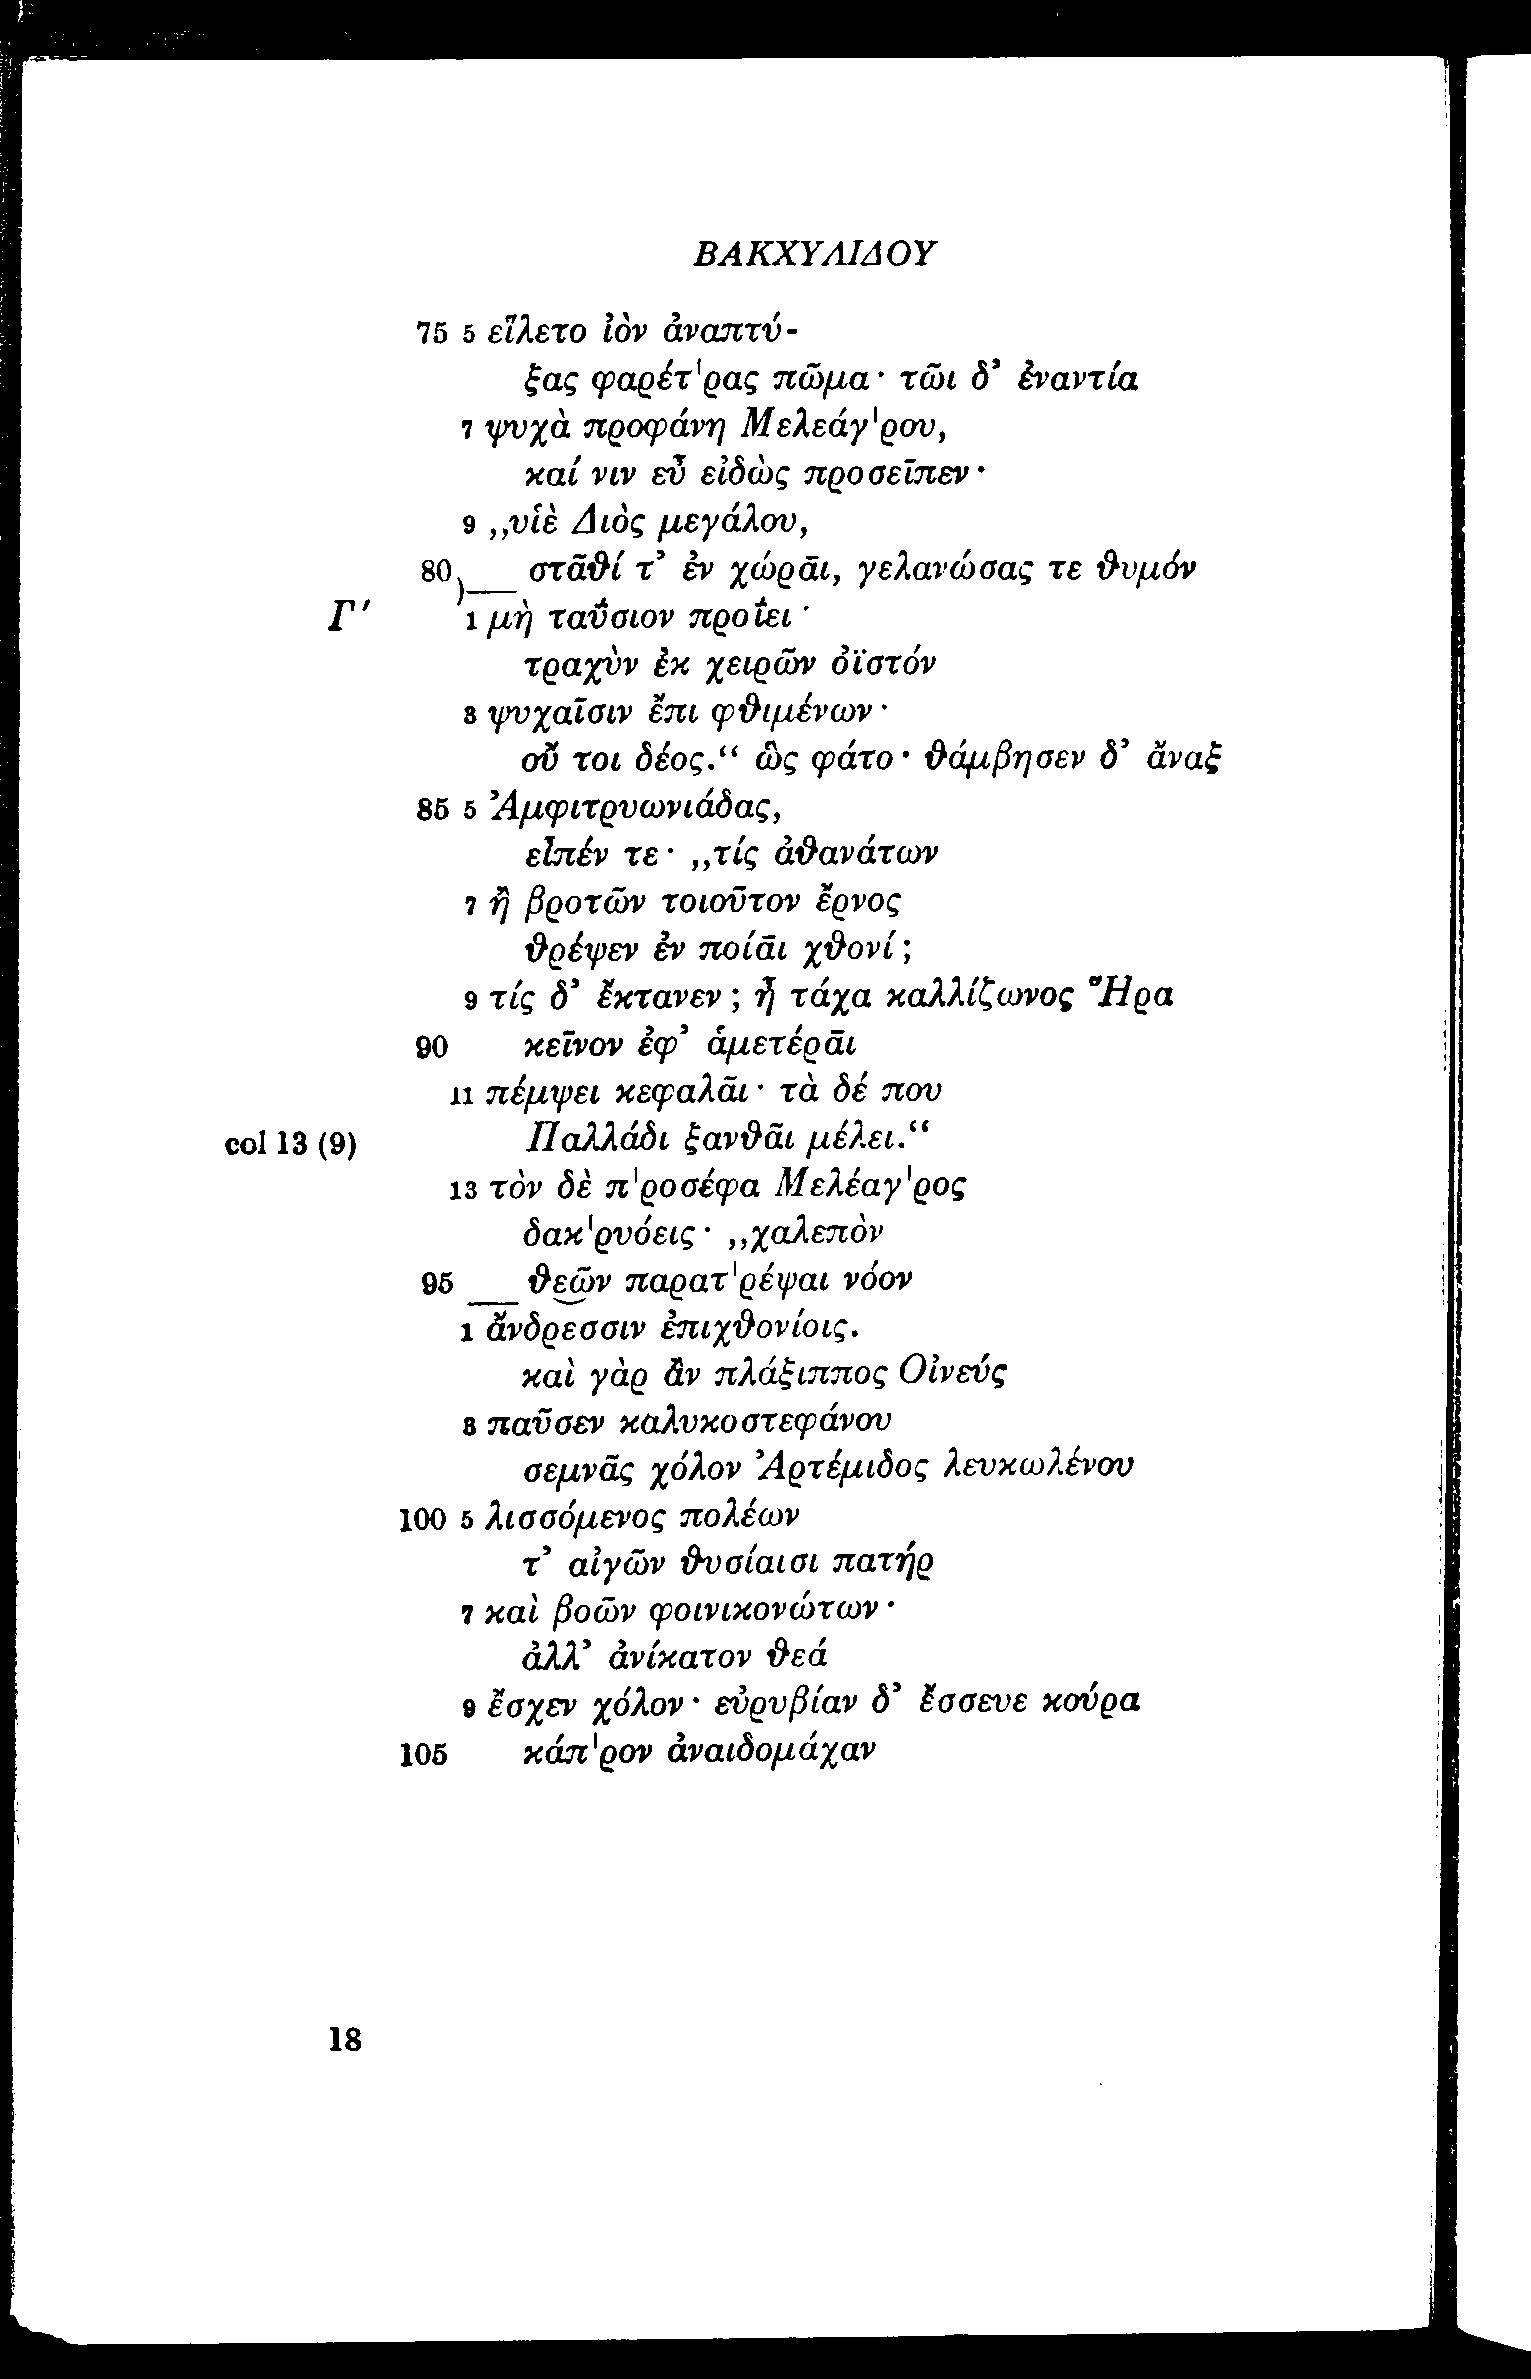 ΒΑΚΧΥΛΙΔΟΥ
75 5 εἵλετο ἰὸν ἀναπτύ-
ξας φαρέτ'ρας πῶμα· τῶι δ' ἐναντία
7 ψυχὰ προφάνη Μελεάγ'ρου,
καί νιν εὖ εἰδὼς προσεῖπεν·
9 „υἱὲ Διὸς μεγάλου,
80 στᾶθί τ' ἐν χώρᾱι, γελανώσας τε θυμόν
Γ' 1 μὴ ταΰσιον προΐει·
τραχὺν ἐκ χειρῶν ὀϊστόν
3 ψυχαῖσιν ἔπι φθιμένων·
οὔ τοι δέος.“ ὣς φάτο· θάμβησεν δ' ἄναξ
85 5 Ἀμφιτρυωνιάδας,
εἶπέν τε· „τίς ἀθανάτων
7 ἢ βροτῶν τοιοῦτον ἔρνος
θρέψεν ἐν ποίᾱι χθονί;
9 τίς δ' ἔκτανεν; ἦ τάχα καλλίζωνος Ἥρα
90 κεῖνον ἐφ' ἁμετέρᾱι
11 πέμψει κεφαλᾶι· τὰ δέ που
col 13 (9) Παλλάδι ξανθᾶι μέλει.“
13 τὸν δὲ π'ροσέφα Μελέαγ'ρος
δακ'ρυόεις· „χαλεπὸν
95 θεῶν παρατ'ρέψαι νόον
1 ἄνδρεσσιν ἐπιχθονίοις.
καὶ γὰρ ἂν πλάξιππος Οἰνεύς
3 παῦσεν καλυκοστεφάνου
σεμνᾶς χόλον Ἀρτέμιδος λευκωλένου
100 5 λισσόμενος πολέων
τ' αἰγῶν θυσίαισι πατήρ
7 καὶ βοῶν φοινικονώτων·
ἀλλ' ἀνίκατον θεά
9 ἔσχεν χόλον· εὐρυβίαν δ' ἔσσευε κούρα
105 κάπ'ρον ἀναιδομάχαν
18